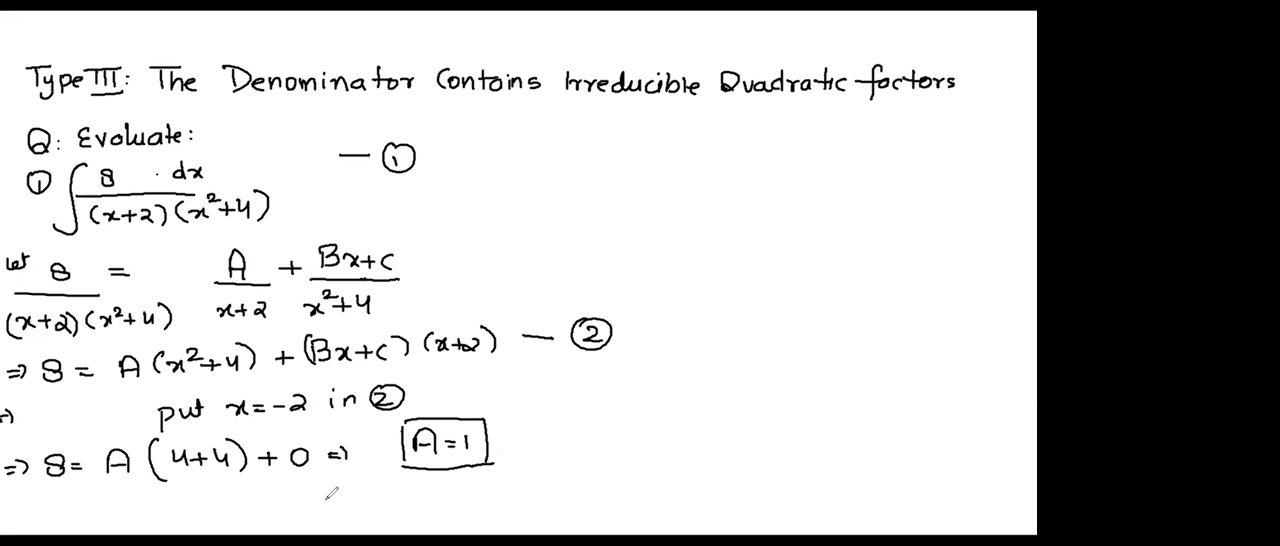 Type III: The Denominator Contains Irreducible Quadratic factors
Q: Evaluate:
① ∫ 8 . dx / (x+2)(x²+4) — ①
let 8 / (x+2)(x²+4) = A / x+2 + Bx+c / x²+4
⇒ 8 = A (x²+4) + (Bx+c) (x+2) — ②
⇒ put x = -2 in ②
⇒ 8 = A (4+4) + 0 ⇒ A = 1